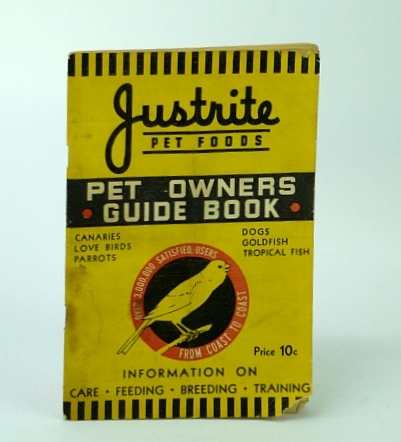 Justrite
PET FOODS
PET OWNERS
• GUIDE BOOK •
CANARIES
LOVE BIRDS
PARROTS
DOGS
GOLDFISH
TROPICAL FISH
OVER 3,000,000 SATISFIED USERS
FROM COAST TO COAST
Price 10c
INFORMATION ON
CARE • FEEDING • BREEDING • TRAINING